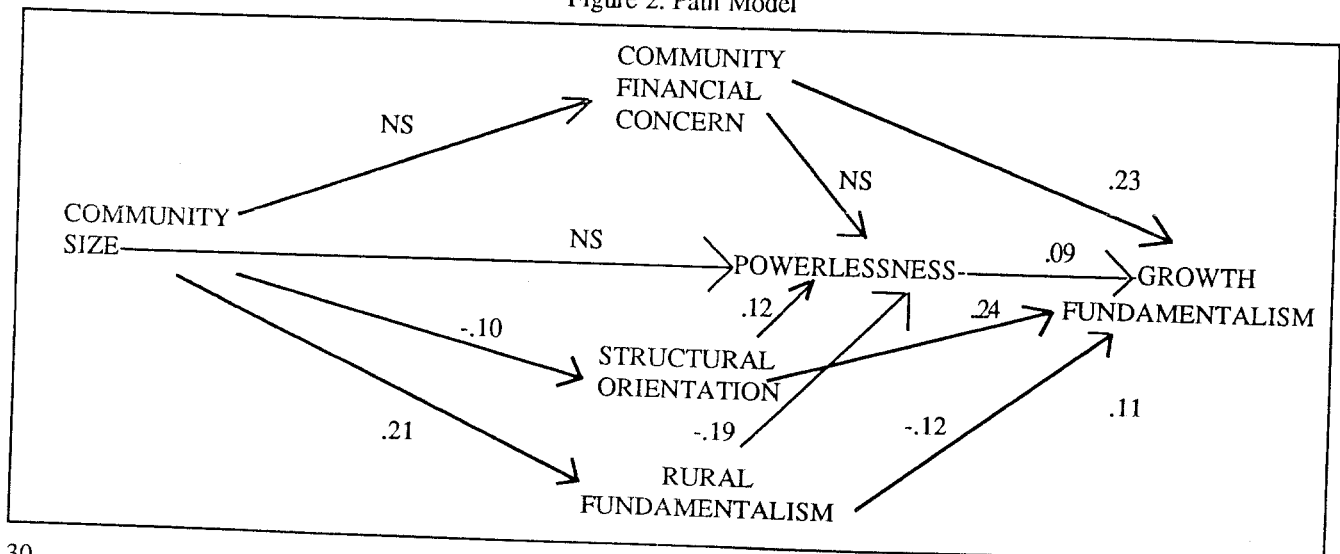 Figure 2. Path Model
COMMUNITY
FINANCIAL
CONCERN
NS
NS
.23
COMMUNITY
SIZE
NS
POWERLESSNESS
.09
GROWTH
FUNDAMENTALISM
.12
.24
-.10
STRUCTURAL
ORIENTATION
.21
-.19
-.12
.11
RURAL
FUNDAMENTALISM
30